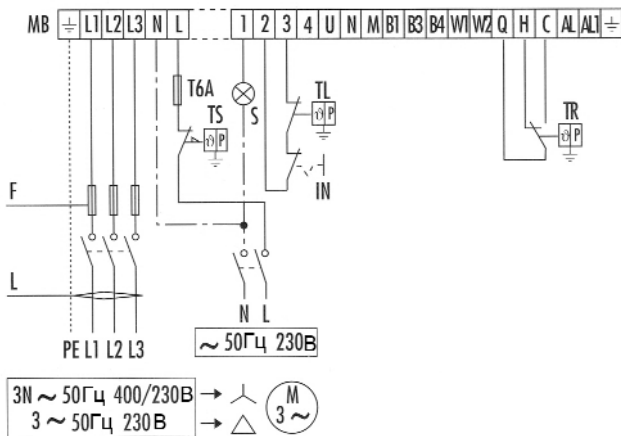 MB ⏚ L1 L2 L3 N L 1 2 3 4 U N M B1 B3 B4 W1 W2 Q H C AL AL1 ⏚
T6A
TS
ϑ P
S
TL
ϑ P
IN
TR
ϑ P
F
L
PE L1 L2 L3
N L
~ 50Гц 230В
3N ~ 50Гц 400/230В →
3 ~ 50Гц 230В → △
M
3 ~